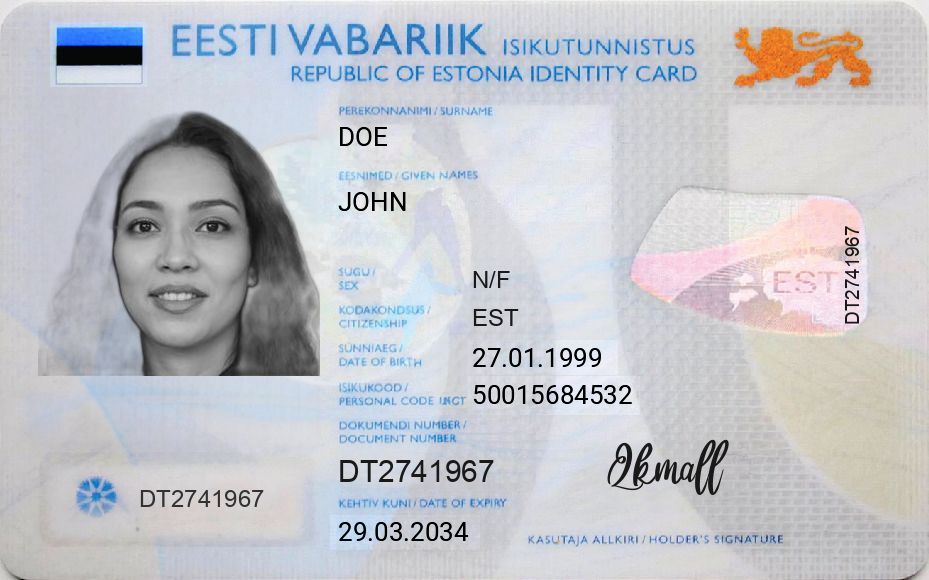 EESTI VABARIIK ISIKUTUNNISTUS
REPUBLIC OF ESTONIA IDENTITY CARD
PEREKONNANIMI / SURNAME
DOE
EESNIMED / GIVEN NAMES
JOHN
SUGU / SEX
N/F
KODAKONDSUS / CITIZENSHIP
EST
SÜNNIAEG / DATE OF BIRTH
27.01.1999
ISIKUKOOD / PERSONAL CODE
50015684532
DOKUMENDI NUMBER / DOCUMENT NUMBER
DT2741967
KEHTIV KUNI / DATE OF EXPIRY
29.03.2034
DT2741967
EST
DT2741967
KASUTAJA ALLKIRI / HOLDER'S SIGNATURE